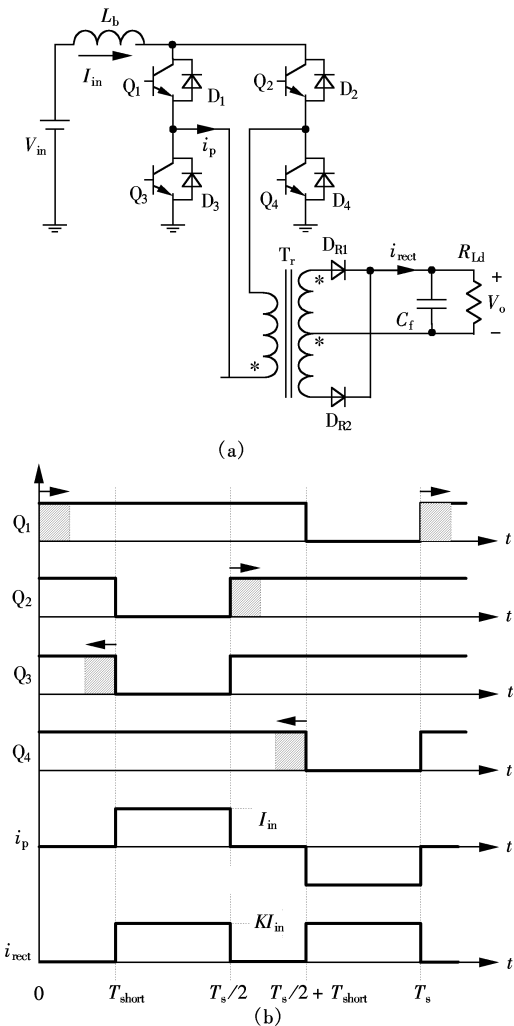 L_b
I_in
V_in
Q_1
D_1
Q_2
D_2
i_p
Q_3
D_3
Q_4
D_4
T_r
D_R1
i_rect
R_Ld
* * *
C_f
+
V_o
−
D_R2
(a)
Q_1
t
Q_2
t
Q_3
t
Q_4
t
i_p
I_in
t
i_rect
KI_in
t
0 T_short T_s/2 T_s/2 + T_short T_s
(b)